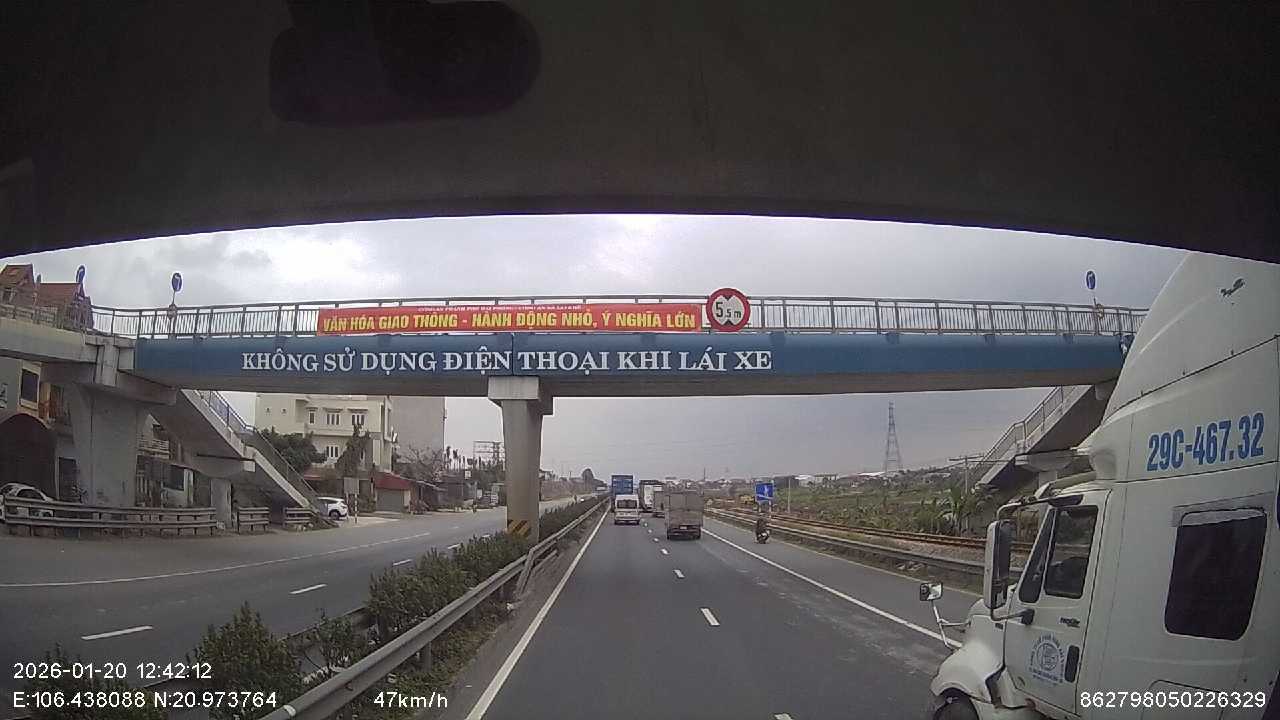 VĂN HÓA GIAO THÔNG - HÀNH ĐỘNG NHỎ, Ý NGHĨA LỚN
5.5m
KHÔNG SỬ DỤNG ĐIỆN THOẠI KHI LÁI XE
29C-467.32
2026-01-20 12:42:12
E:106.438088 N:20.973764 47km/h
862798050226329